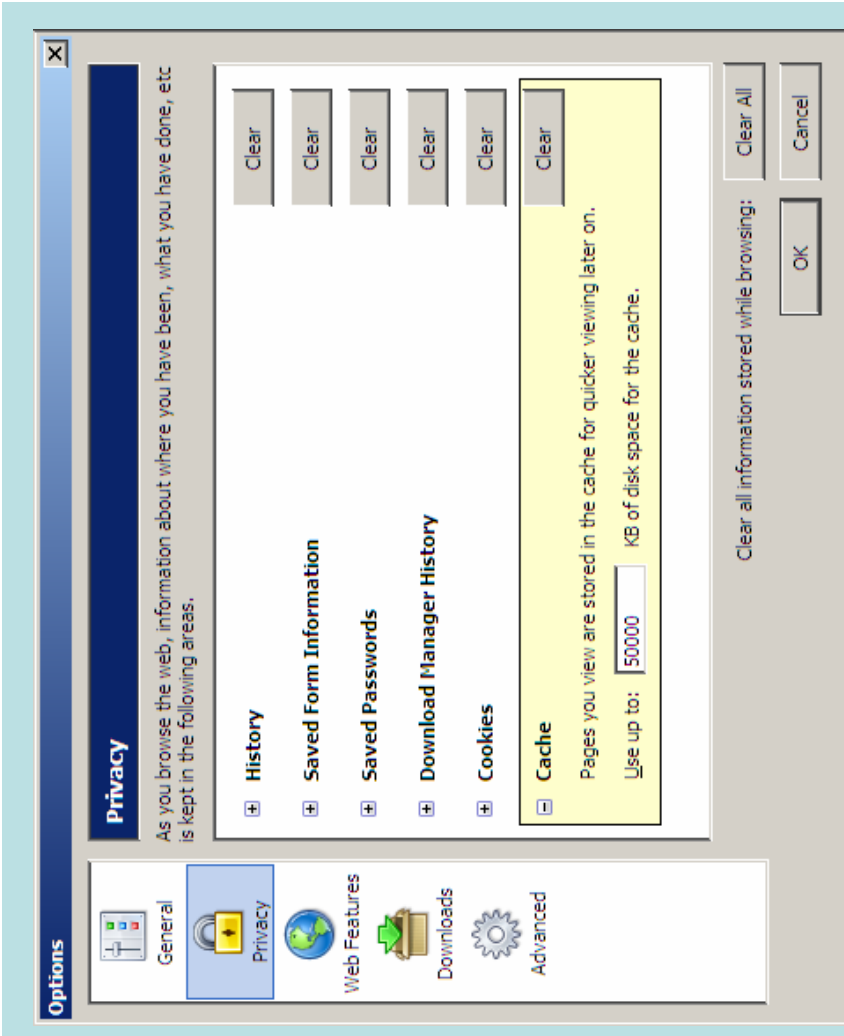 Options
General
Privacy
Web Features
Downloads
Advanced
Privacy
As you browse the web, information about where you have been, what you have done, etc
is kept in the following areas.
History Clear
Saved Form Information Clear
Saved Passwords Clear
Download Manager History Clear
Cookies Clear
Cache Clear
Pages you view are stored in the cache for quicker viewing later on.
Use up to: 50000 KB of disk space for the cache.
Clear all information stored while browsing: Clear All
OK Cancel